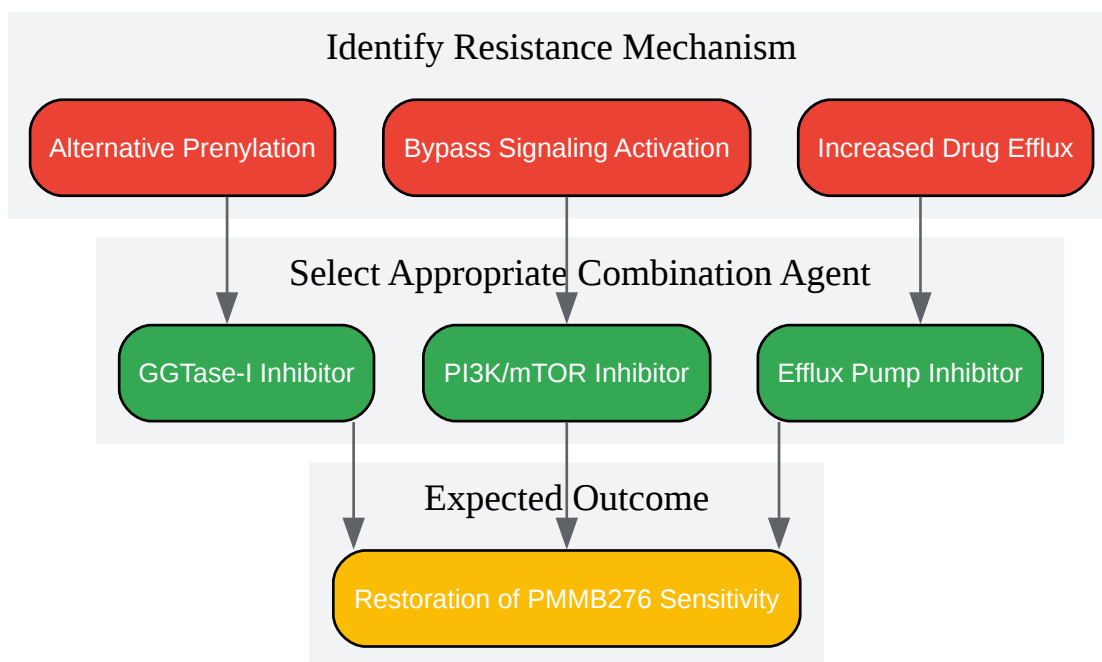 Identify Resistance Mechanism
Alternative Prenylation
Bypass Signaling Activation
Increased Drug Efflux
Select Appropriate Combination Agent
GGTase-I Inhibitor
PI3K/mTOR Inhibitor
Efflux Pump Inhibitor
Expected Outcome
Restoration of PMMB276 Sensitivity